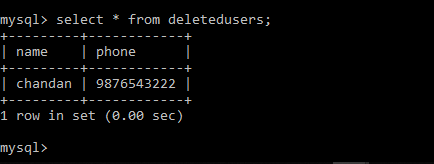 mysql> select * from deletedusers;
+---------+------------+
| name    | phone      |
+---------+------------+
| chandan | 9876543222 |
+---------+------------+
1 row in set (0.00 sec)
mysql>